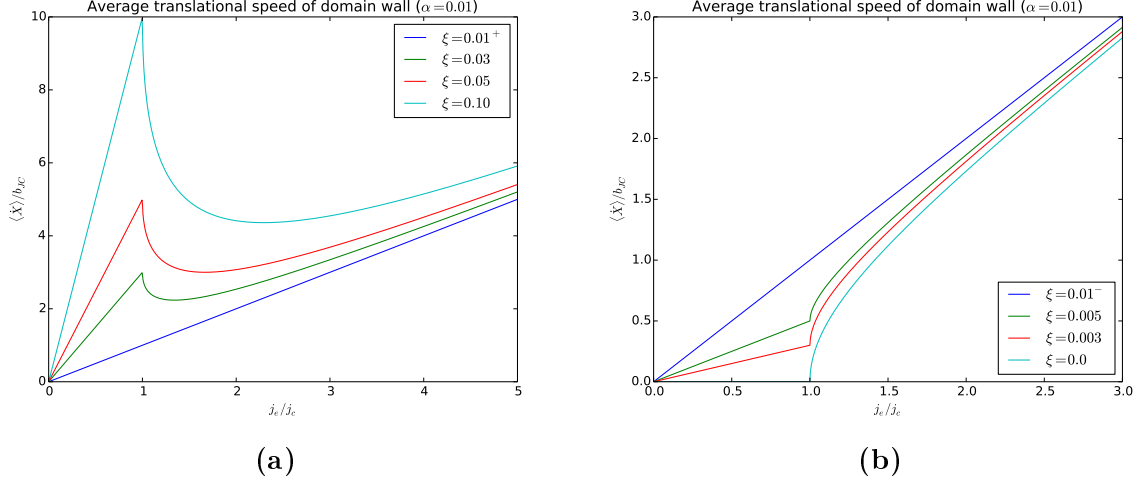 Average translational speed of domain wall (α=0.01)
10
8
6
4
2
0
0
1
2
3
4
5
⟨Ẋ⟩/b_JC
j_e/j_c
ξ=0.01⁺
ξ=0.03
ξ=0.05
ξ=0.10
(a)
Average translational speed of domain wall (α=0.01)
3.0
2.5
2.0
1.5
1.0
0.5
0.0
0.0
0.5
1.0
1.5
2.0
2.5
3.0
⟨Ẋ⟩/b_JC
j_e/j_c
ξ=0.01⁻
ξ=0.005
ξ=0.003
ξ=0.0
(b)